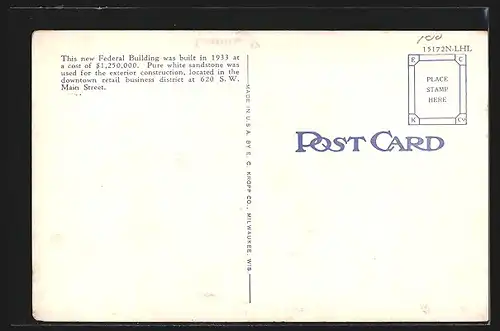 This new Federal Building was built in 1933 at
a cost of $1,250,000. Pure white sandstone was
used for the exterior construction, located in the
downtown retail business district at 620 S. W.
Main Street.
MADE IN U.S.A. BY E. C. KROPP CO., MILWAUKEE, WIS.
15172N-LHL
E C
PLACE
STAMP
HERE
K Co
POST CARD